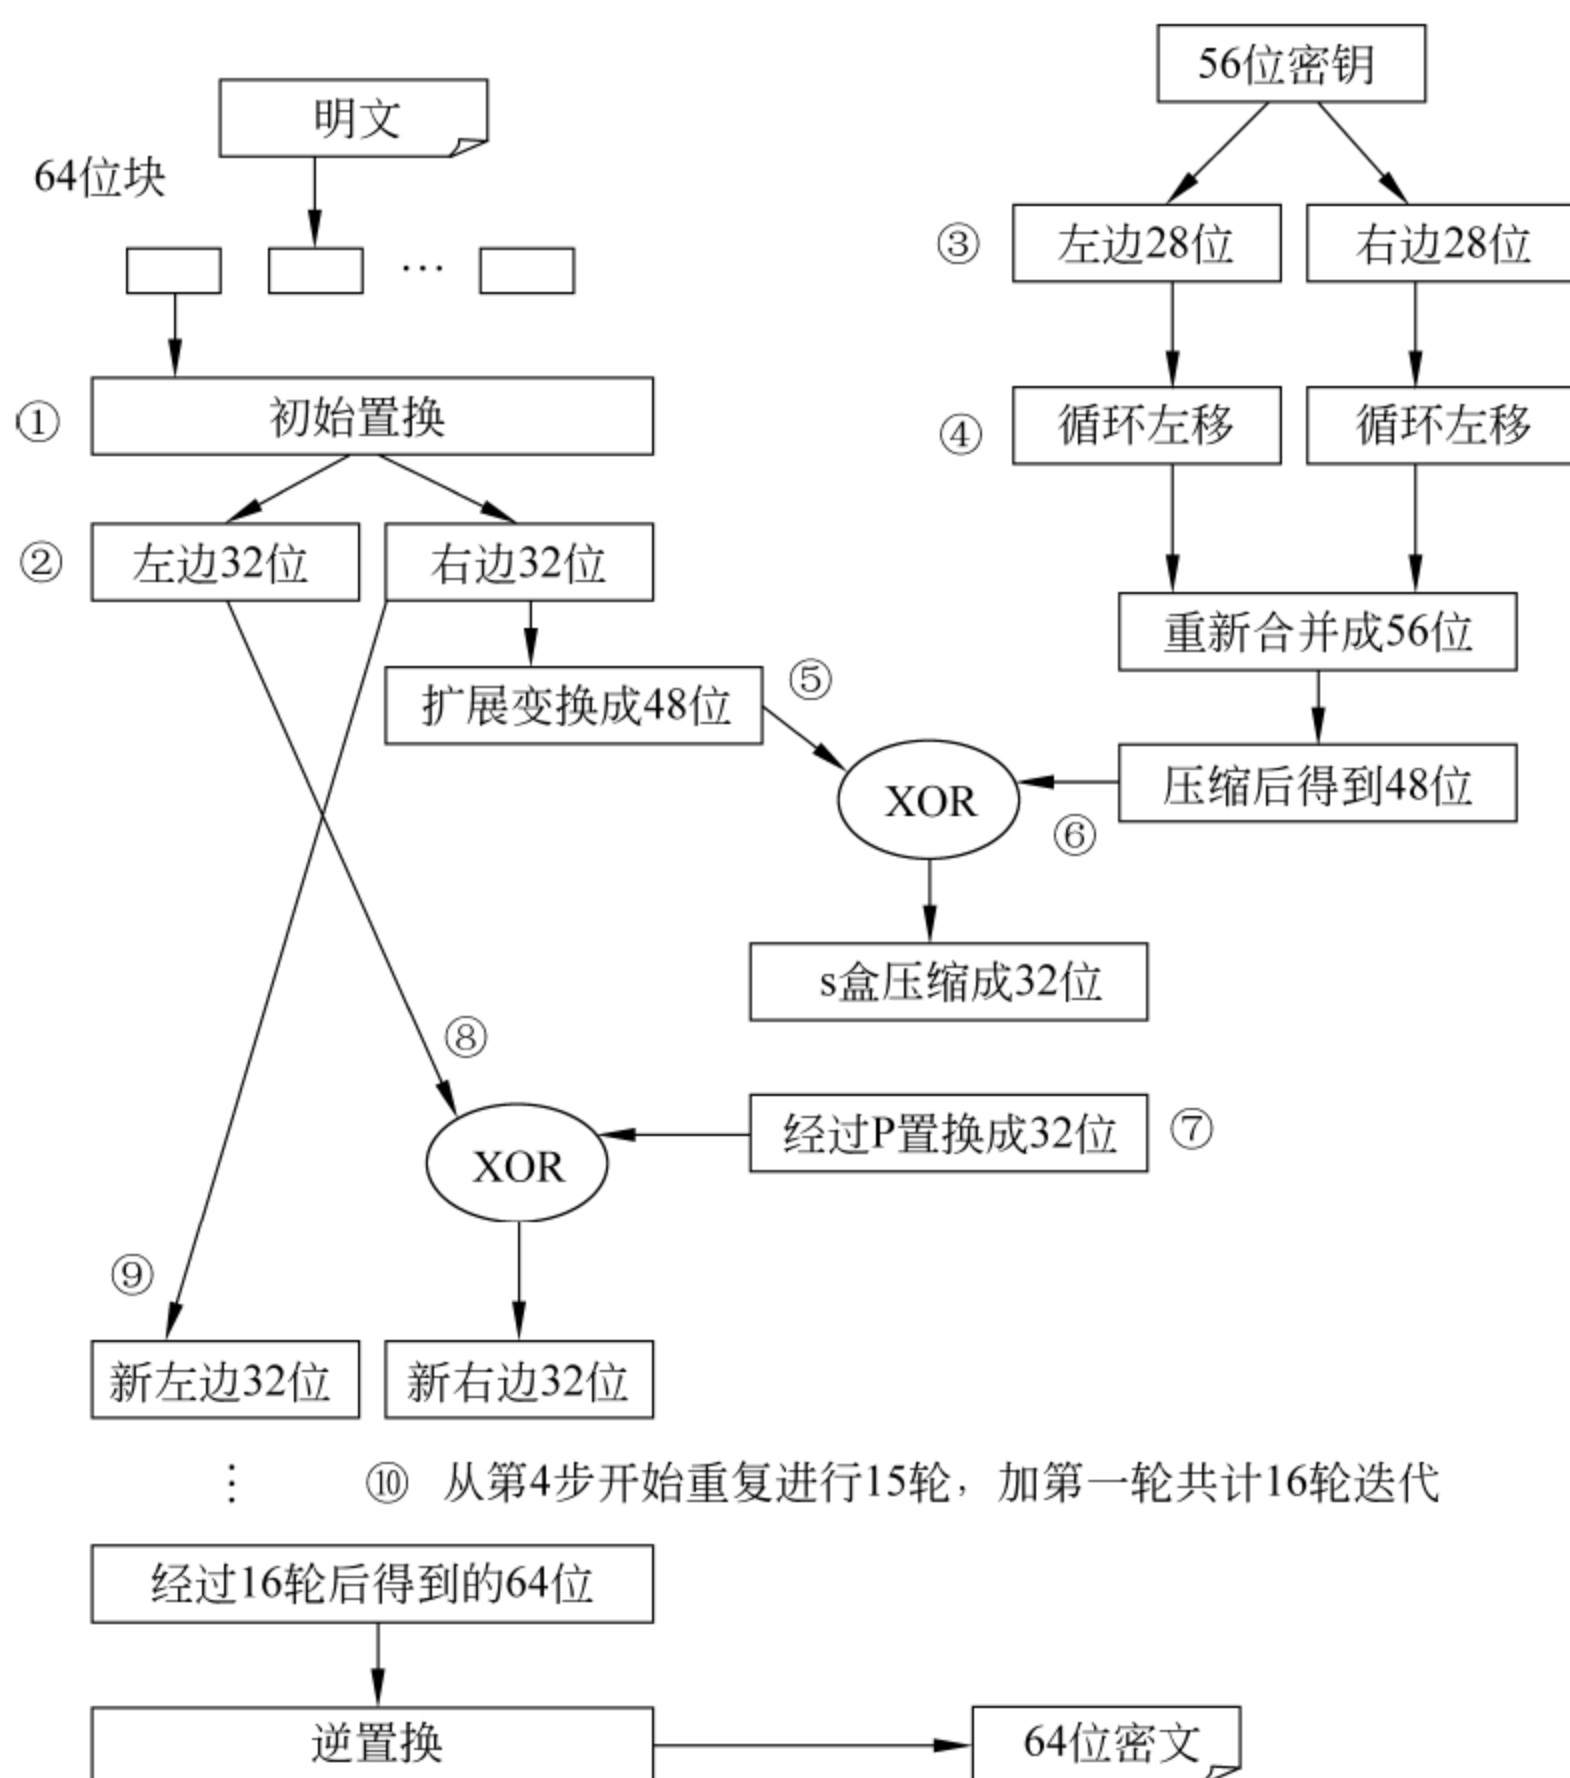 56位密钥
明文
64位块
③ 左边28位 右边28位
…
① 初始置换
④ 循环左移 循环左移
② 左边32位 右边32位
重新合并成56位
扩展变换成48位 ⑤
XOR
压缩后得到48位
⑥
s盒压缩成32位
⑧
经过P置换成32位 ⑦
XOR
⑨
新左边32位 新右边32位
⋮ ⑩ 从第4步开始重复进行15轮，加第一轮共计16轮迭代
经过16轮后得到的64位
逆置换
64位密文